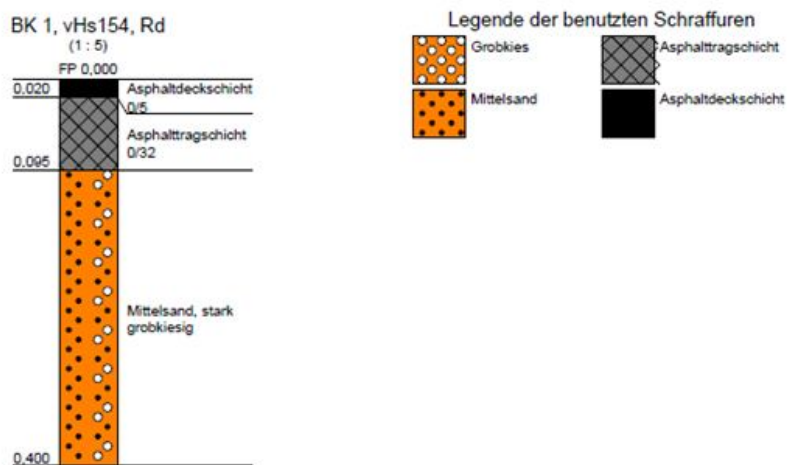 BK 1, vHs154, Rd
(1 : 5)
FP 0,000
0,020
Asphaltdeckschicht
0/5
Asphalttragschicht
0/32
0,095
Mittelsand, stark
grobkiesig
0,400
Legende der benutzten Schraffuren
Grobkies
Asphalttragschicht
Mittelsand
Asphaltdeckschicht